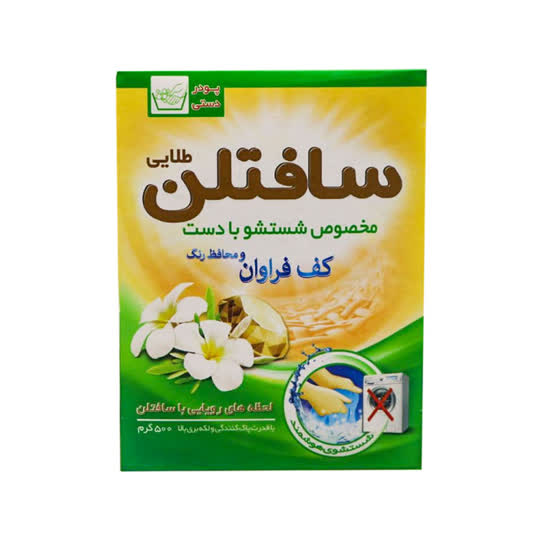 پودر
دستی
طلایی
سافتلن
مخصوص شستشو با دست
کف فراوان و محافظ رنگ
لحظه های رویایی با سافتلن
با قدرت پاک کنندگی و لکه بری بالا ۵۰۰ گرم
شستشوی هوشمند